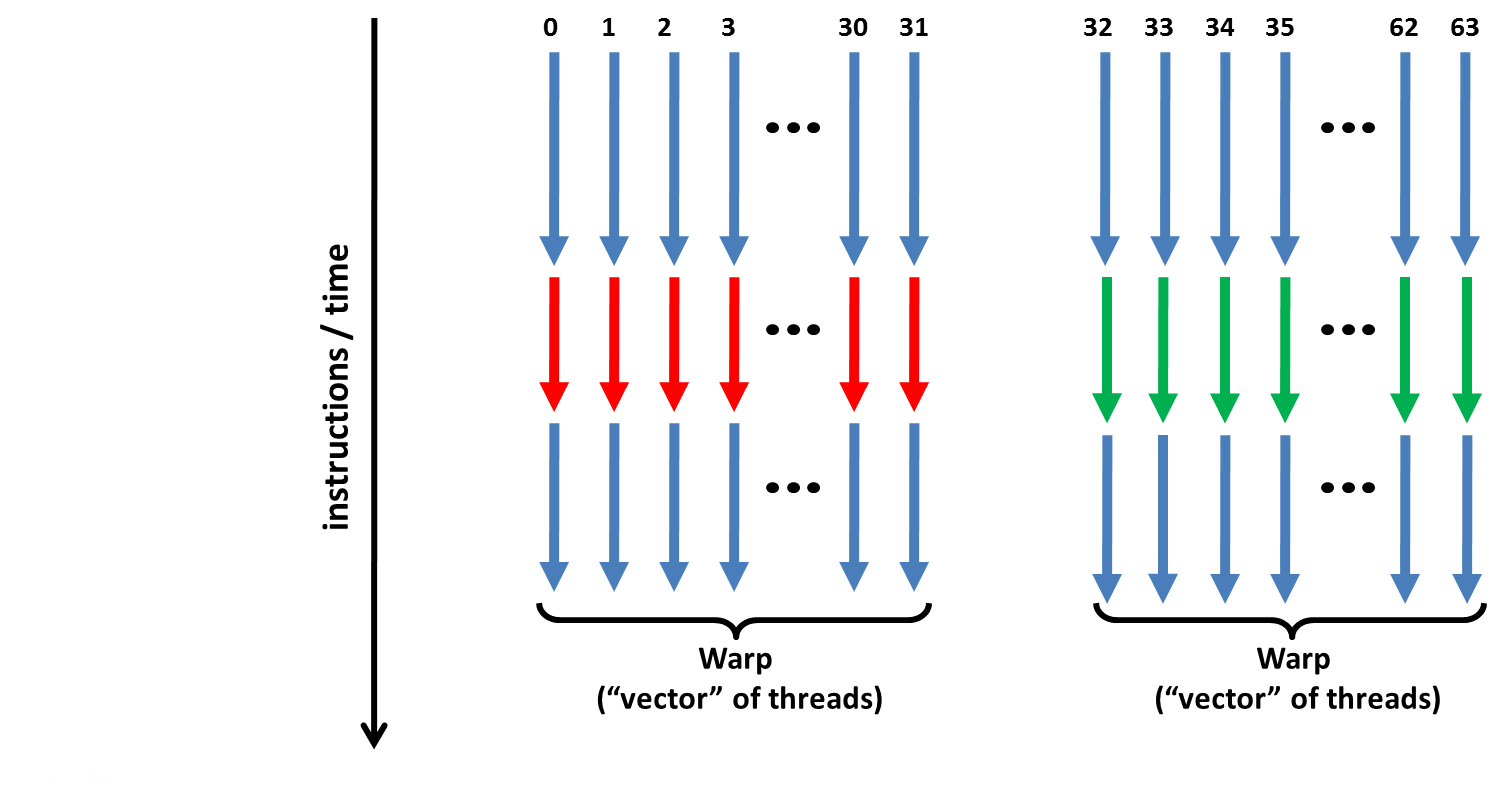 0 1 2 3 ••• 30 31 32 33 34 35 ••• 62 63
instructions / time
Warp
(“vector” of threads)
Warp
(“vector” of threads)